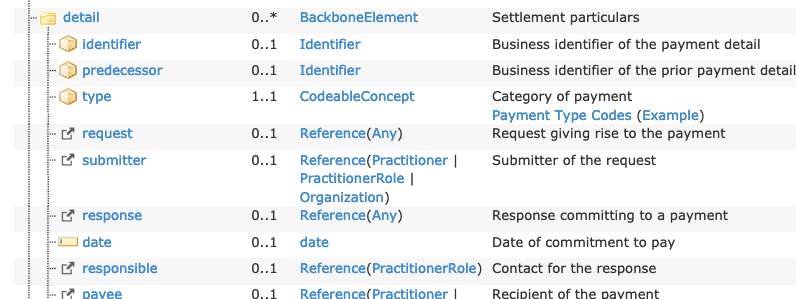 detail 0..* BackboneElement Settlement particulars
identifier 0..1 Identifier Business identifier of the payment detail
predecessor 0..1 Identifier Business identifier of the prior payment detail
type 1..1 CodeableConcept Category of payment
Payment Type Codes (Example)
request 0..1 Reference(Any) Request giving rise to the payment
submitter 0..1 Reference(Practitioner | Submitter of the request
PractitionerRole |
Organization)
response 0..1 Reference(Any) Response committing to a payment
date 0..1 date Date of commitment to pay
responsible 0..1 Reference(PractitionerRole) Contact for the response
payee 0..1 Reference(Practitioner | Recipient of the payment